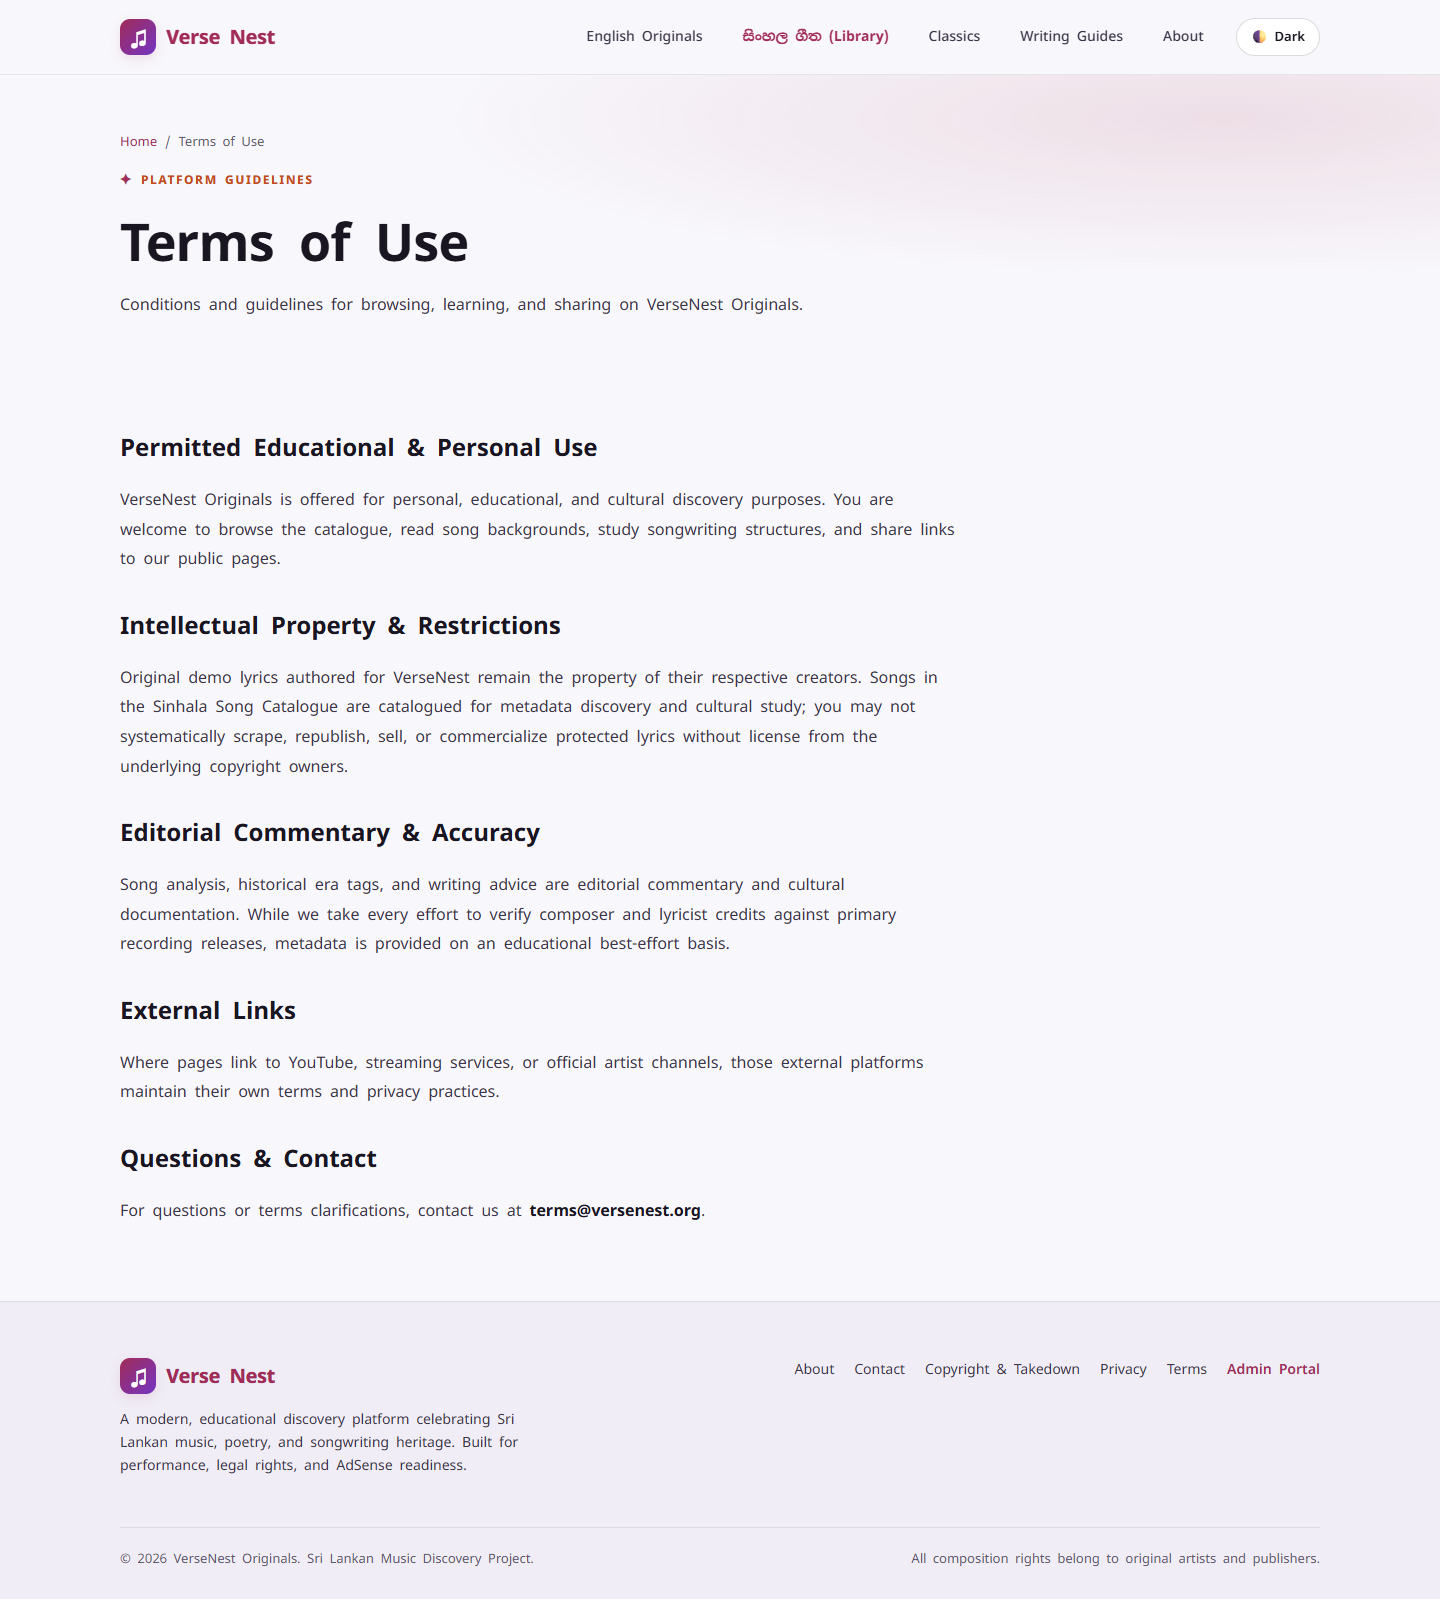 Verse Nest
English Originals
සිංහල ගීත (Library)
Classics
Writing Guides
About
Dark
Home / Terms of Use
PLATFORM GUIDELINES
Terms of Use
Conditions and guidelines for browsing, learning, and sharing on VerseNest Originals.
Permitted Educational & Personal Use
VerseNest Originals is offered for personal, educational, and cultural discovery purposes. You are
welcome to browse the catalogue, read song backgrounds, study songwriting structures, and share links
to our public pages.
Intellectual Property & Restrictions
Original demo lyrics authored for VerseNest remain the property of their respective creators. Songs in
the Sinhala Song Catalogue are catalogued for metadata discovery and cultural study; you may not
systematically scrape, republish, sell, or commercialize protected lyrics without license from the
underlying copyright owners.
Editorial Commentary & Accuracy
Song analysis, historical era tags, and writing advice are editorial commentary and cultural
documentation. While we take every effort to verify composer and lyricist credits against primary
recording releases, metadata is provided on an educational best-effort basis.
External Links
Where pages link to YouTube, streaming services, or official artist channels, those external platforms
maintain their own terms and privacy practices.
Questions & Contact
For questions or terms clarifications, contact us at terms@versenest.org.
Verse Nest
A modern, educational discovery platform celebrating Sri
Lankan music, poetry, and songwriting heritage. Built for
performance, legal rights, and AdSense readiness.
About
Contact
Copyright & Takedown
Privacy
Terms
Admin Portal
© 2026 VerseNest Originals. Sri Lankan Music Discovery Project.
All composition rights belong to original artists and publishers.